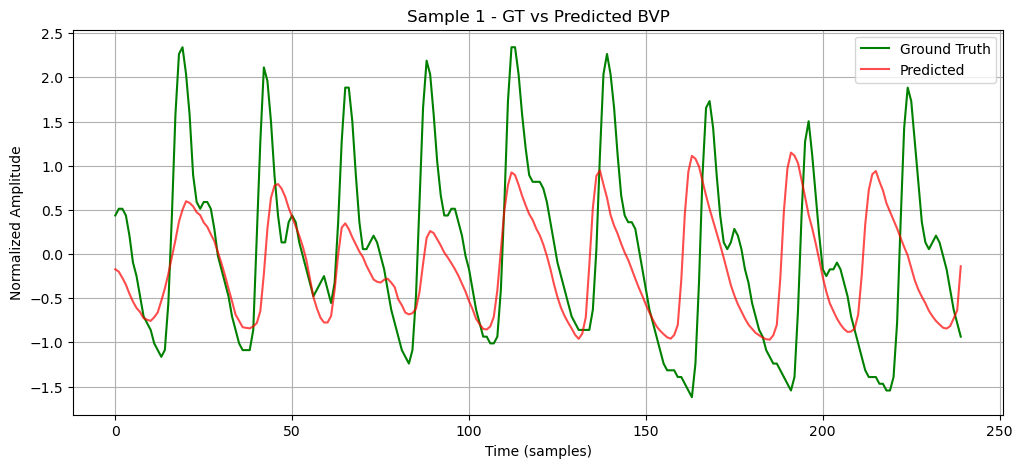 Sample 1 - GT vs Predicted BVP
Ground Truth
Predicted
Normalized Amplitude
2.5
2.0
1.5
1.0
0.5
0.0
−0.5
−1.0
−1.5
0 50 100 150 200 250
Time (samples)